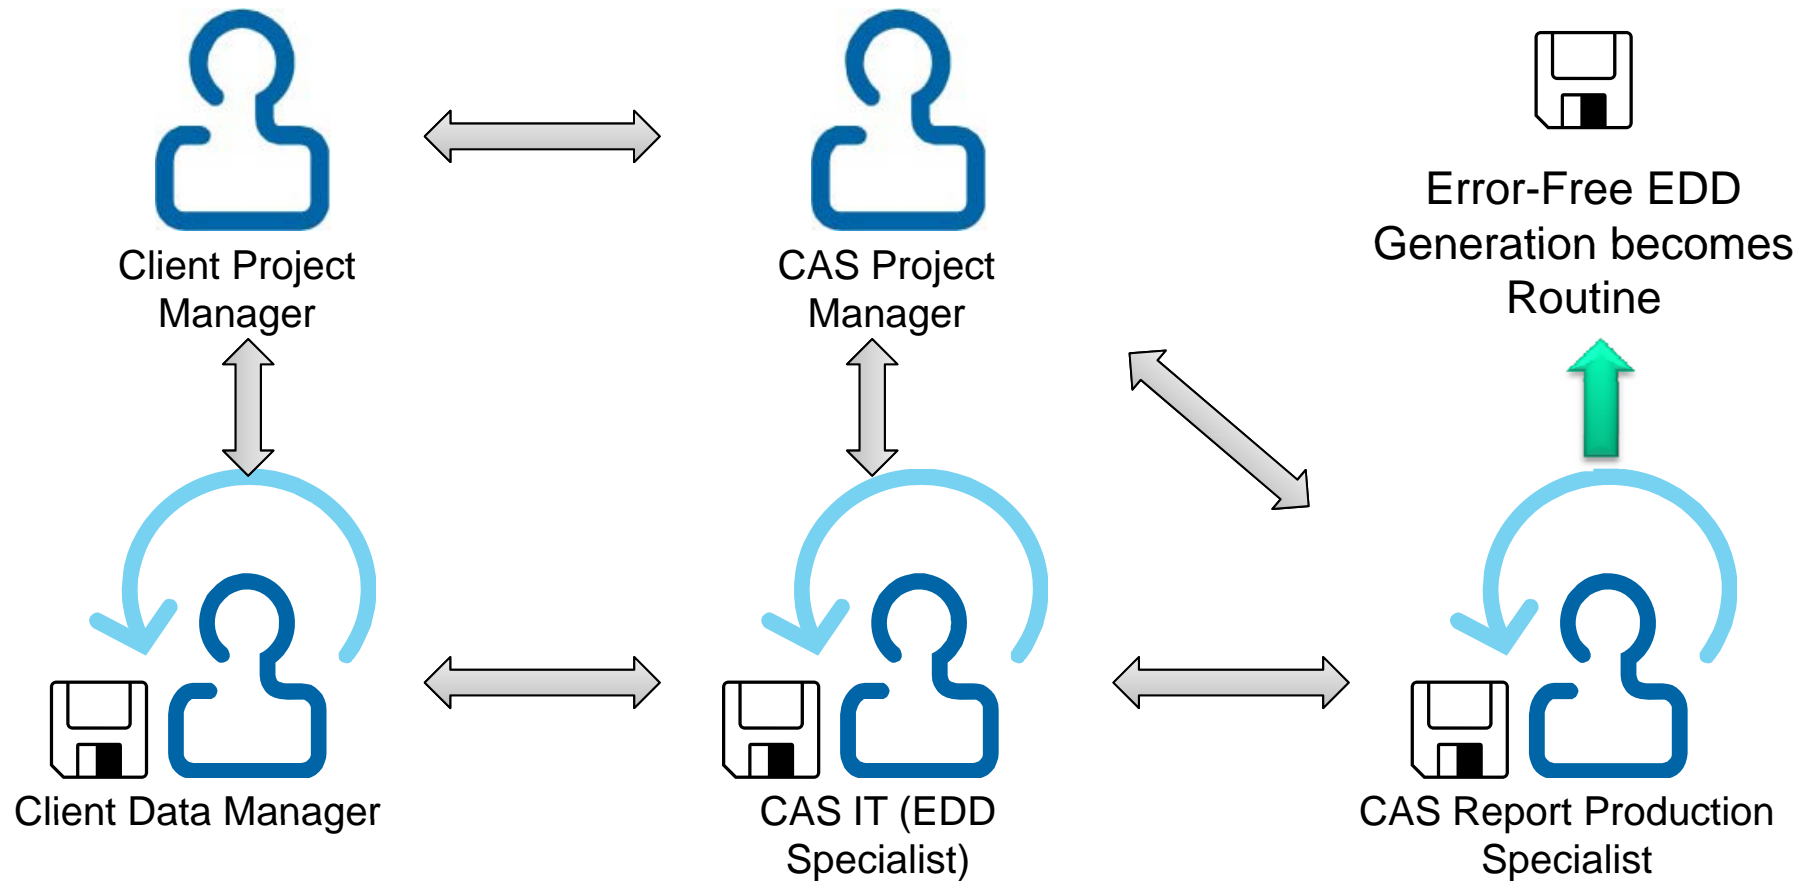 Client Project
Manager
CAS Project
Manager
Error-Free EDD
Generation becomes
Routine
Client Data Manager
CAS IT (EDD
Specialist)
CAS Report Production
Specialist